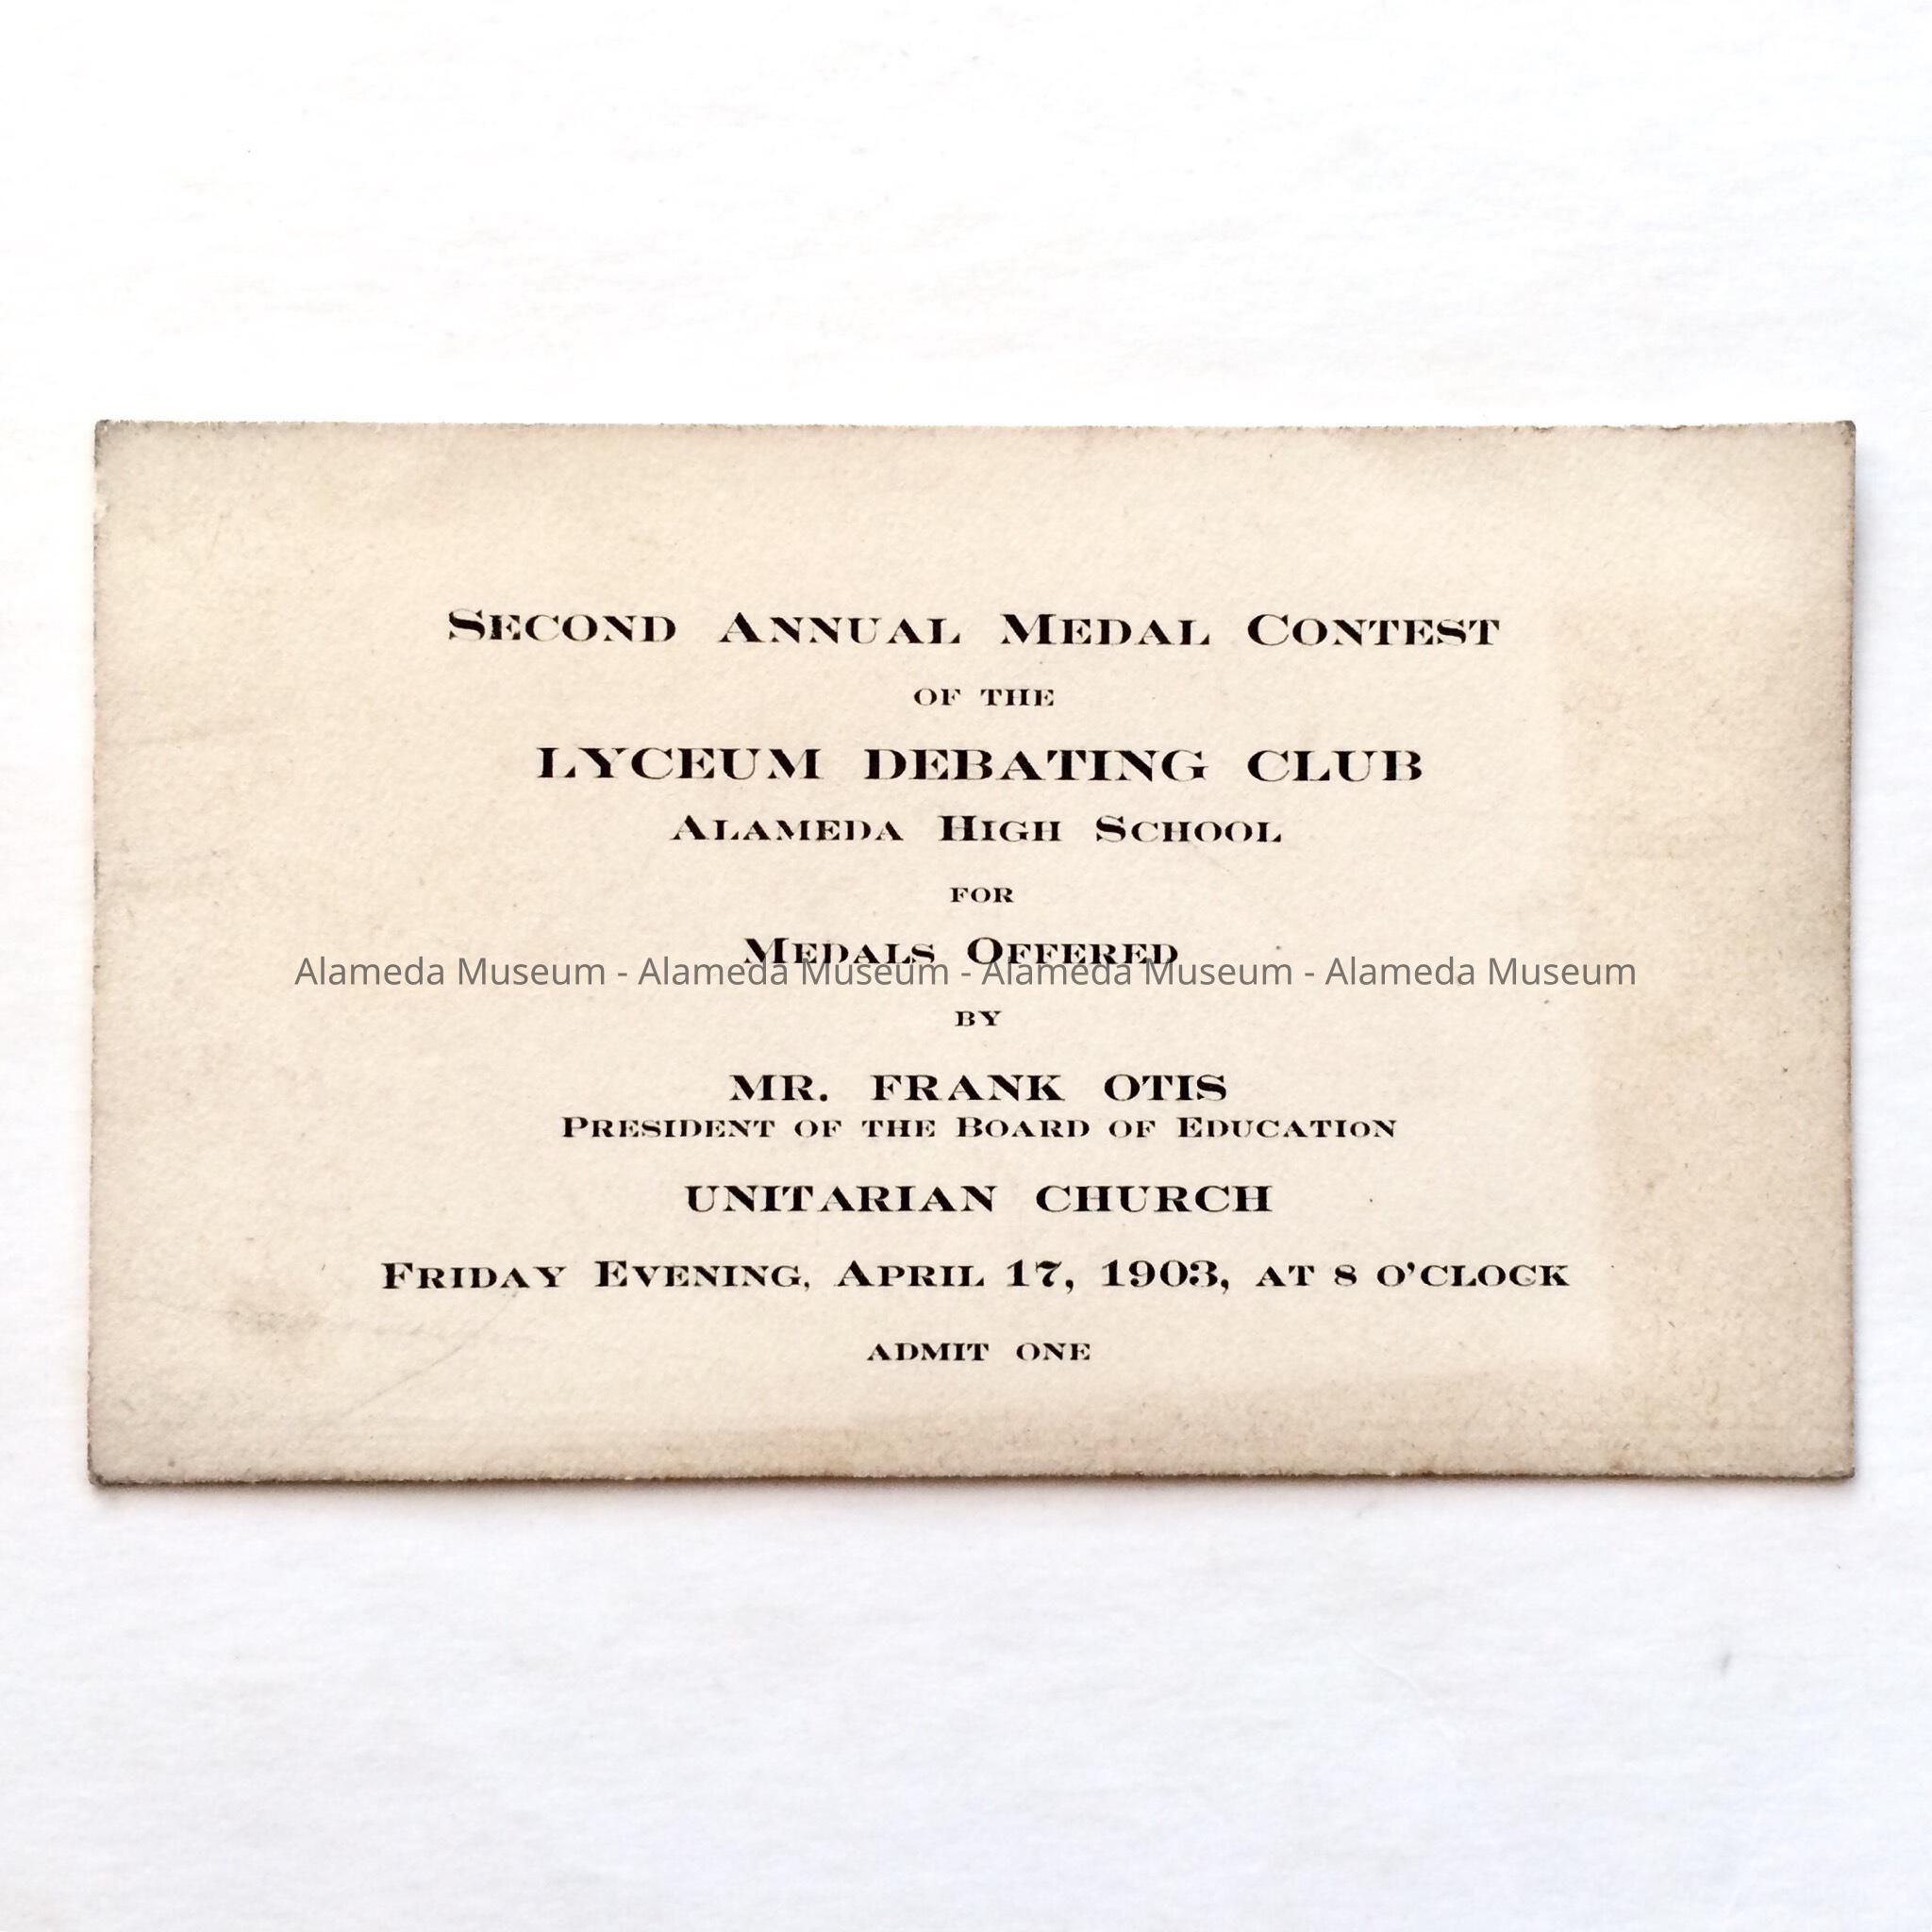 Second Annual Medal Contest
of the
LYCEUM DEBATING CLUB
Alameda High School
for
Medals Offered
Alameda Museum - Alameda Museum - Alameda Museum - Alameda Museum
by
MR. FRANK OTIS
President of the Board of Education
UNITARIAN CHURCH
Friday Evening, April 17, 1903, at 8 o'clock
admit one